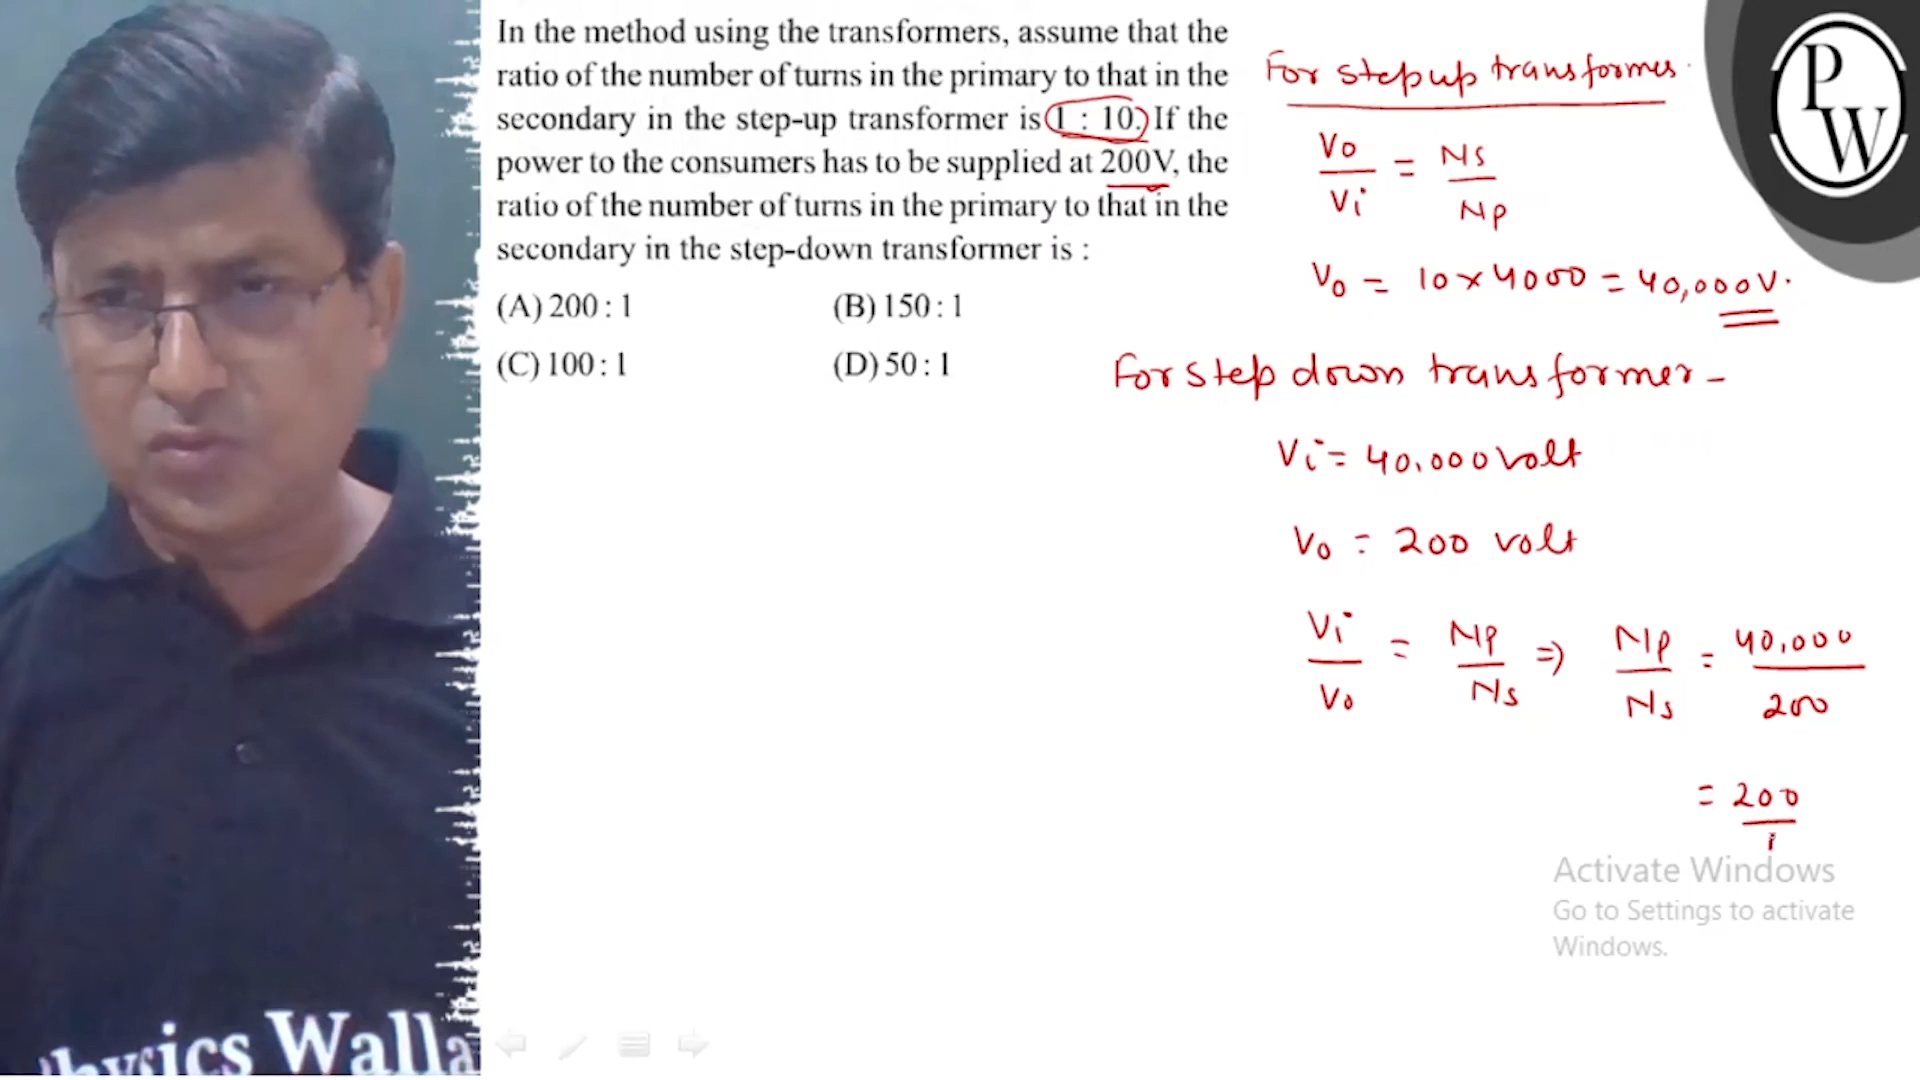 In the method using the transformers, assume that the
ratio of the number of turns in the primary to that in the
secondary in the step-up transformer is 1 : 10. If the
power to the consumers has to be supplied at 200V, the
ratio of the number of turns in the primary to that in the
secondary in the step-down transformer is :
(A) 200 : 1 (B) 150 : 1
(C) 100 : 1 (D) 50 : 1
For step up transformer
Vo/Vi = Ns/Np
Vo = 10 x 4000 = 40,000V.
For step down transformer -
Vi = 40,000 volt
Vo = 200 volt
Vi/Vo = Np/Ns => Np/Ns = 40,000/200
= 200/1
PW
Activate Windows
Go to Settings to activate
Windows.
Physics Walla